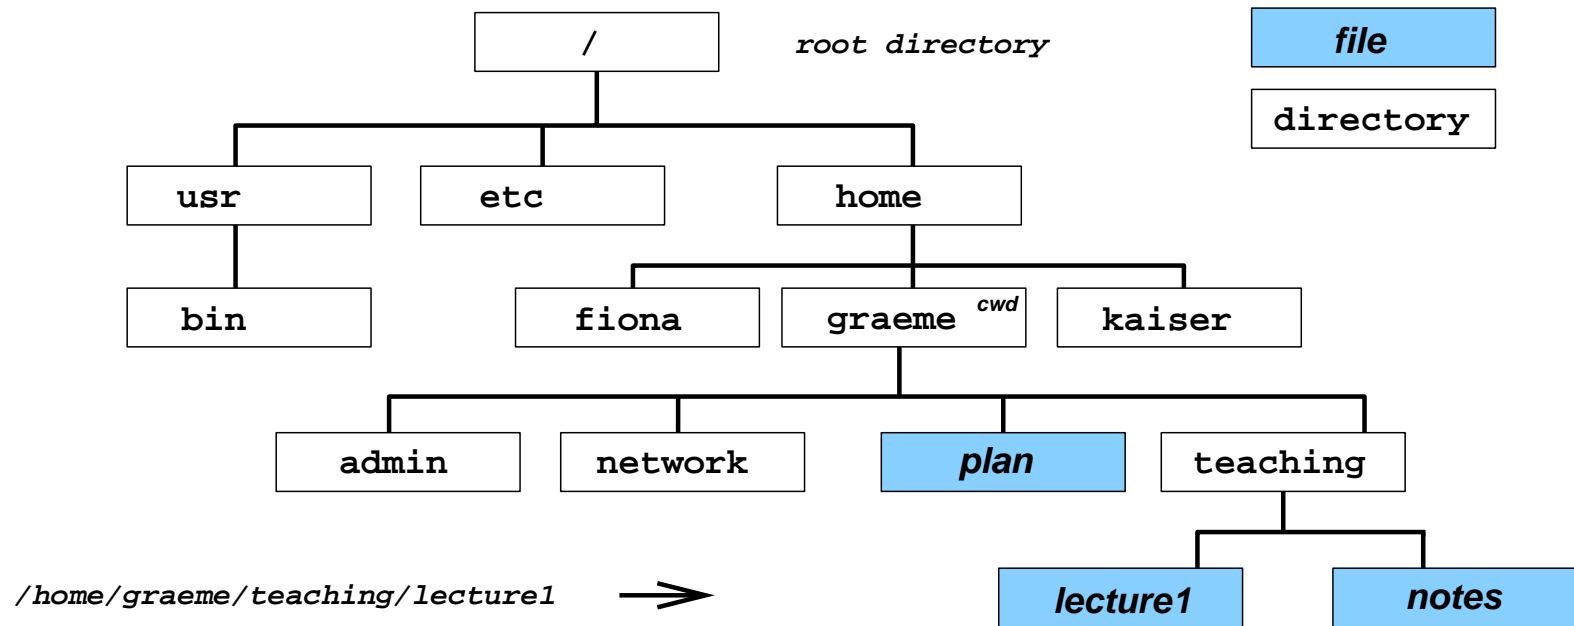 / root directory file
directory
usr etc home
bin fiona graeme cwd kaiser
admin network plan teaching
/home/graeme/teaching/lecture1 lecture1 notes